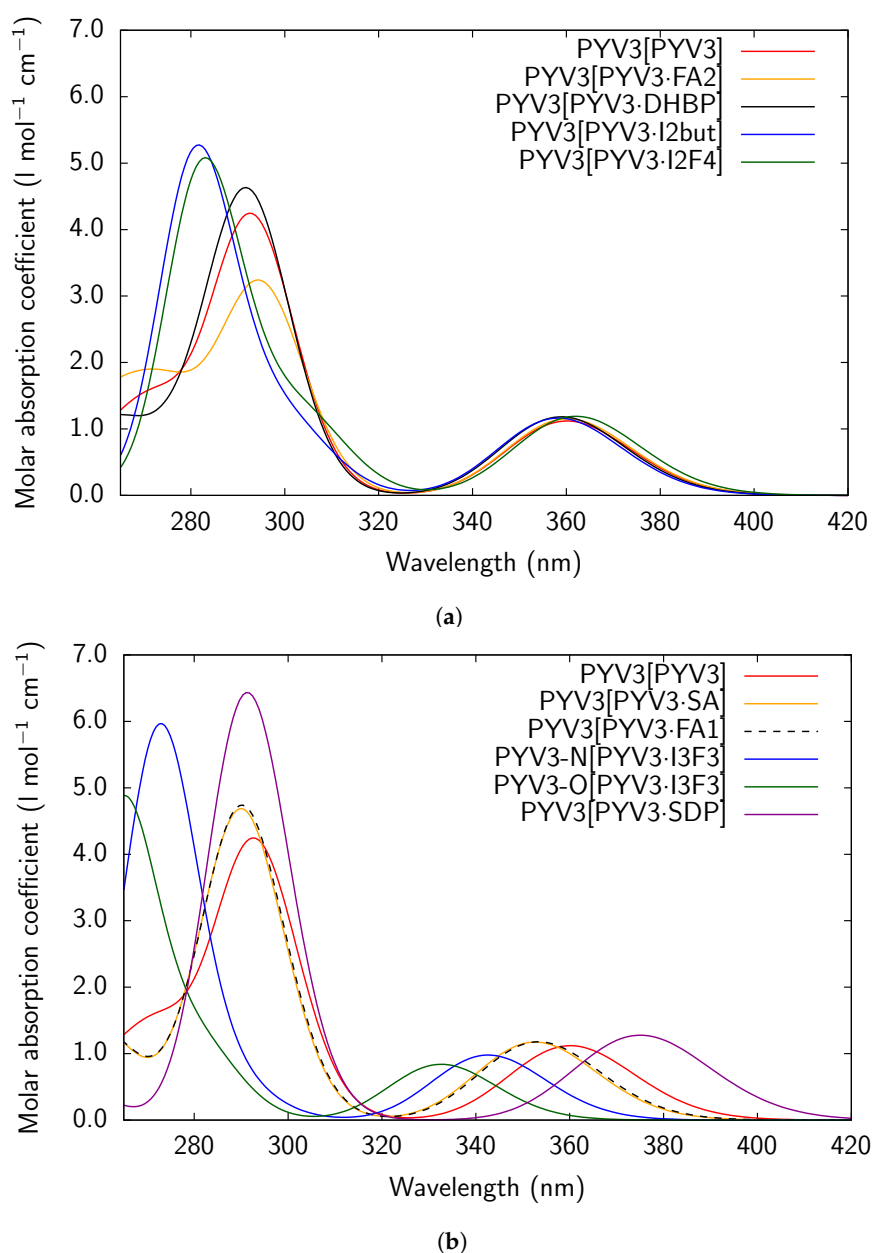 7.0
6.0
5.0
4.0
3.0
2.0
1.0
0.0
Molar absorption coefficient (l mol⁻¹ cm⁻¹)
PYV3[PYV3]
PYV3[PYV3·FA2]
PYV3[PYV3·DHBP]
PYV3[PYV3·I2but]
PYV3[PYV3·I2F4]
280 300 320 340 360 380 400 420
Wavelength (nm)
(a)
7.0
6.0
5.0
4.0
3.0
2.0
1.0
0.0
Molar absorption coefficient (l mol⁻¹ cm⁻¹)
PYV3[PYV3]
PYV3[PYV3·SA]
PYV3[PYV3·FA1]
PYV3-N[PYV3·I3F3]
PYV3-O[PYV3·I3F3]
PYV3[PYV3·SDP]
280 300 320 340 360 380 400 420
Wavelength (nm)
(b)